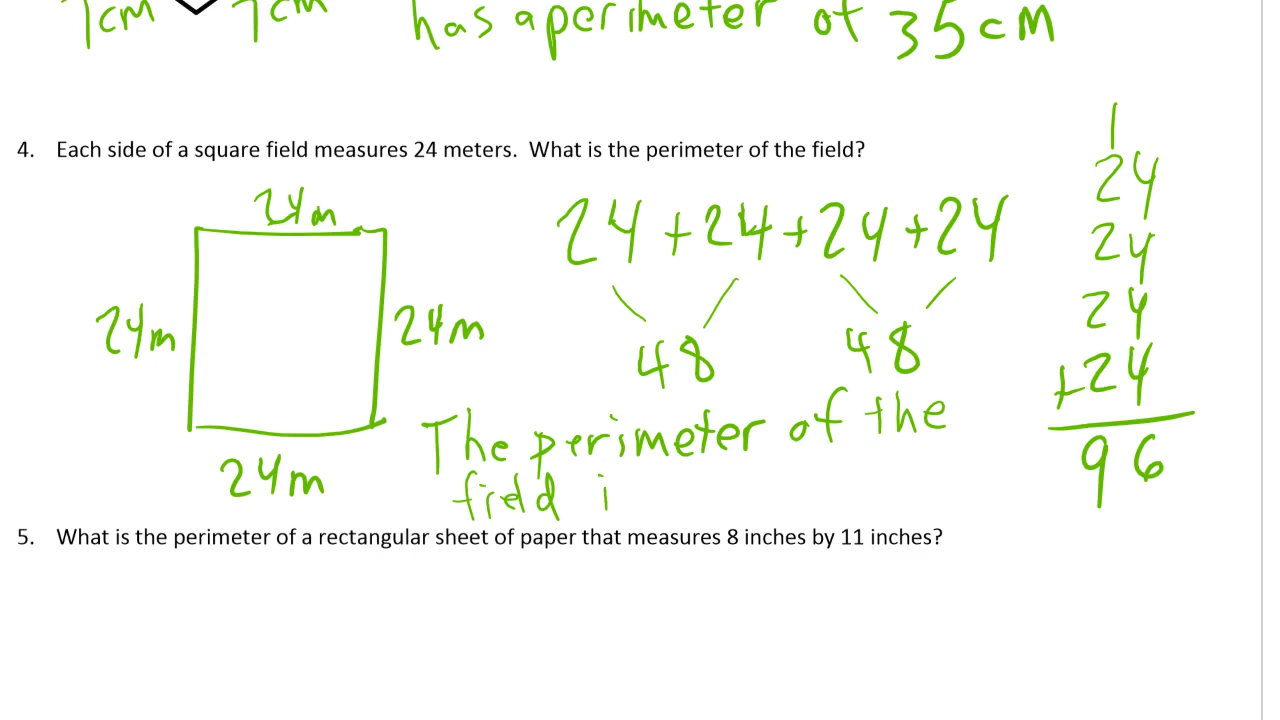 7cm 7cm has a perimeter of 35cm
4. Each side of a square field measures 24 meters. What is the perimeter of the field?
24m
24m
24m
24m
24+24+24+24
48 48
The perimeter of the
field i
1
24
24
24
+24
96
5. What is the perimeter of a rectangular sheet of paper that measures 8 inches by 11 inches?